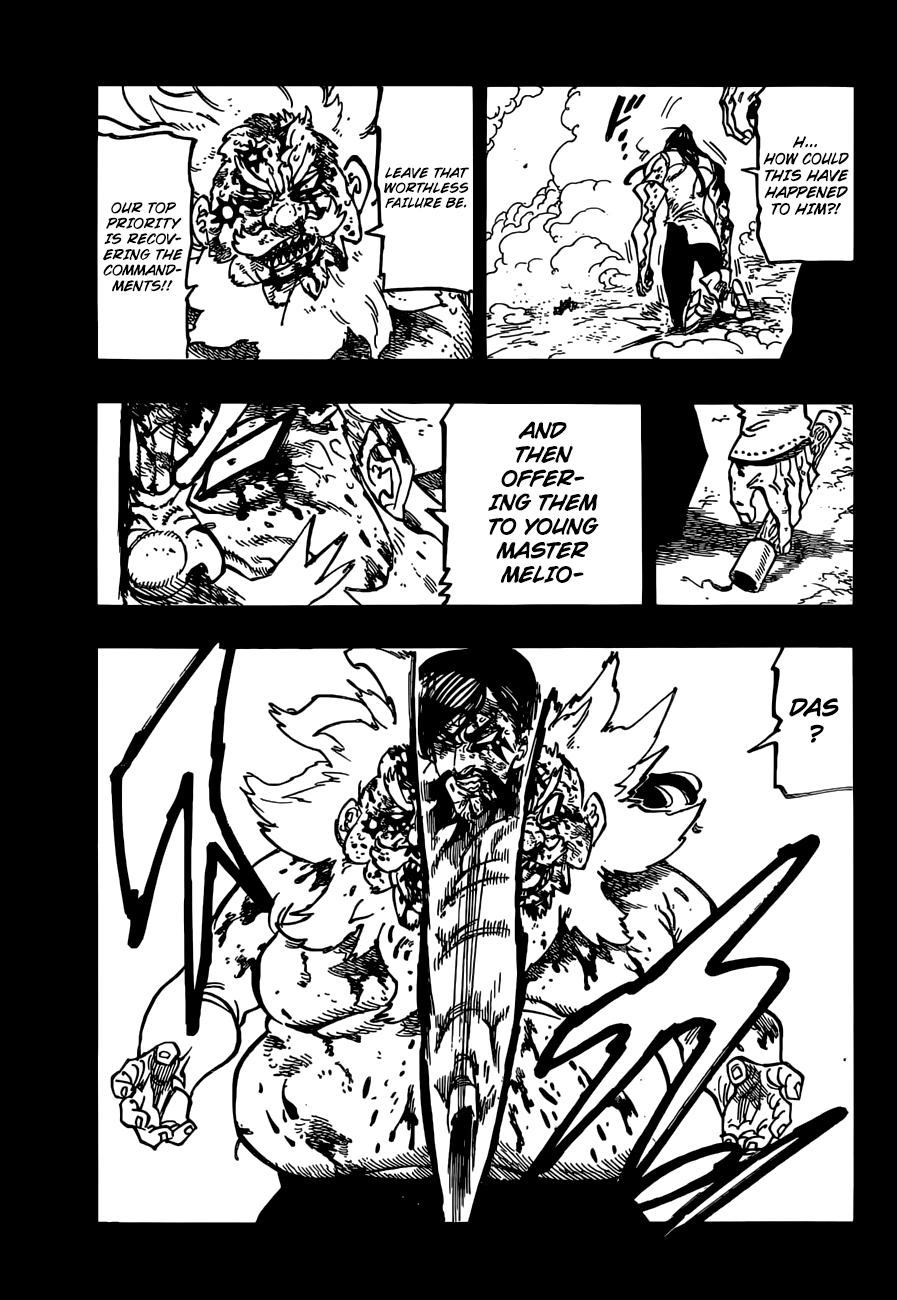 H...
HOW COULD
THIS HAVE
HAPPENED
TO HIM?!
LEAVE THAT
WORTHLESS
FAILURE BE.
OUR TOP
PRIORITY
IS RECOV-
ERING THE
COMMAND-
MENTS!!
AND
THEN
OFFER-
ING THEM
TO YOUNG
MASTER
MELIO-
DAS
?